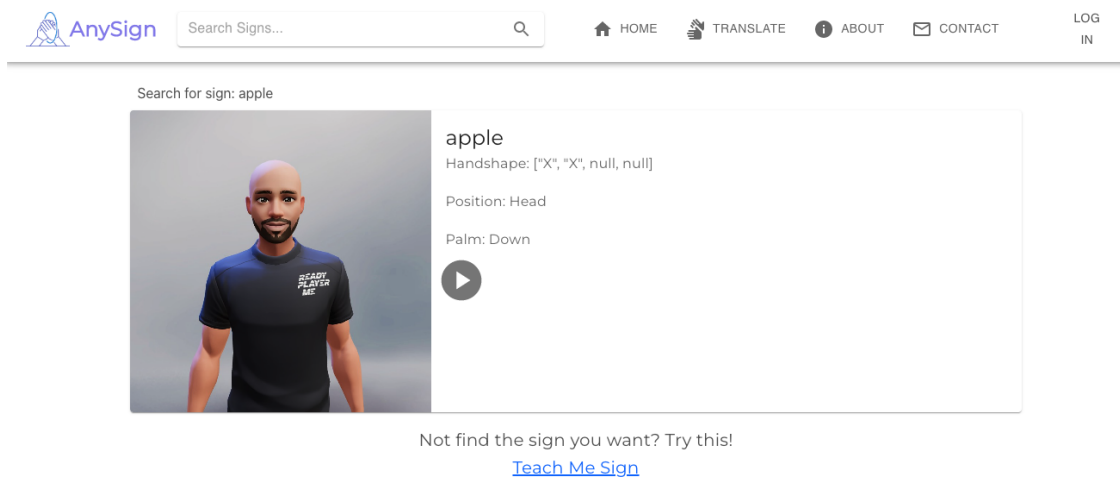 AnySign
Search Signs...
HOME
TRANSLATE
ABOUT
CONTACT
LOG
IN
Search for sign: apple
READY
PLAYER
ME
apple
Handshape: ["X", "X", null, null]
Position: Head
Palm: Down
Not find the sign you want? Try this!
Teach Me Sign